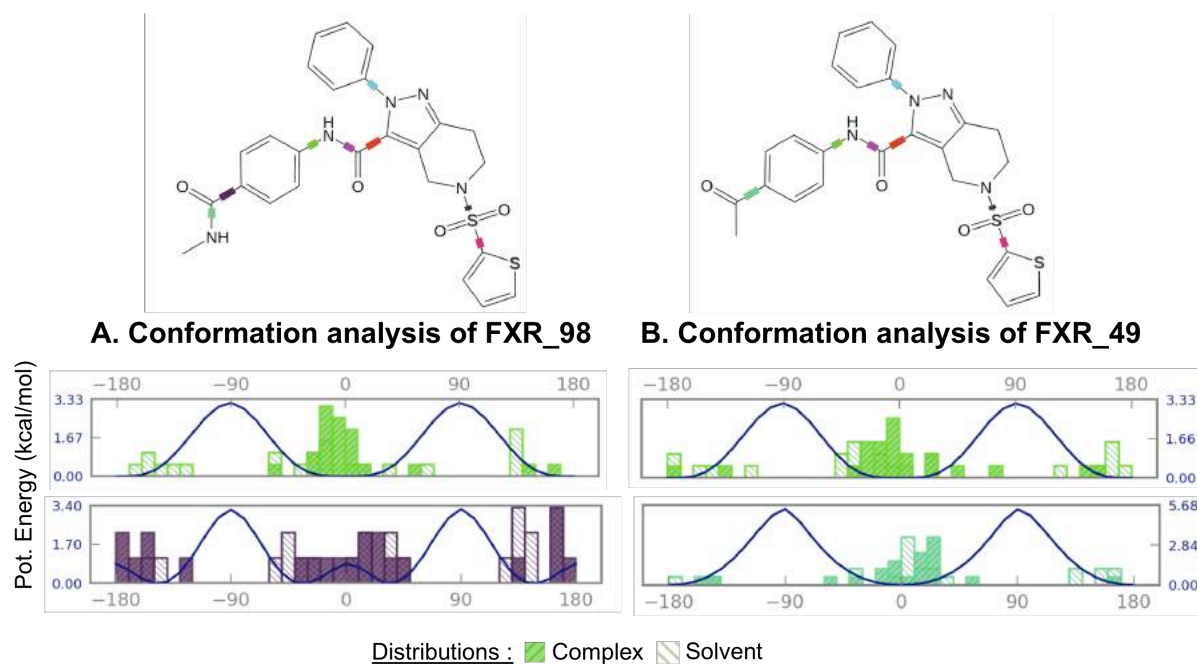 H
N
N
N
O
O
NH
N
O
S
O
S
H
N
N
N
O
O
N
O
S
O
S
A. Conformation analysis of FXR_98
B. Conformation analysis of FXR_49
Pot. Energy (kcal/mol)
−180 −90 0 90 180
3.33
1.67
0.00
3.40
1.70
0.00
−180 −90 0 90 180
−180 −90 0 90 180
3.33
1.66
0.00
5.68
2.84
0.00
−180 −90 0 90 180
Distributions : Complex Solvent